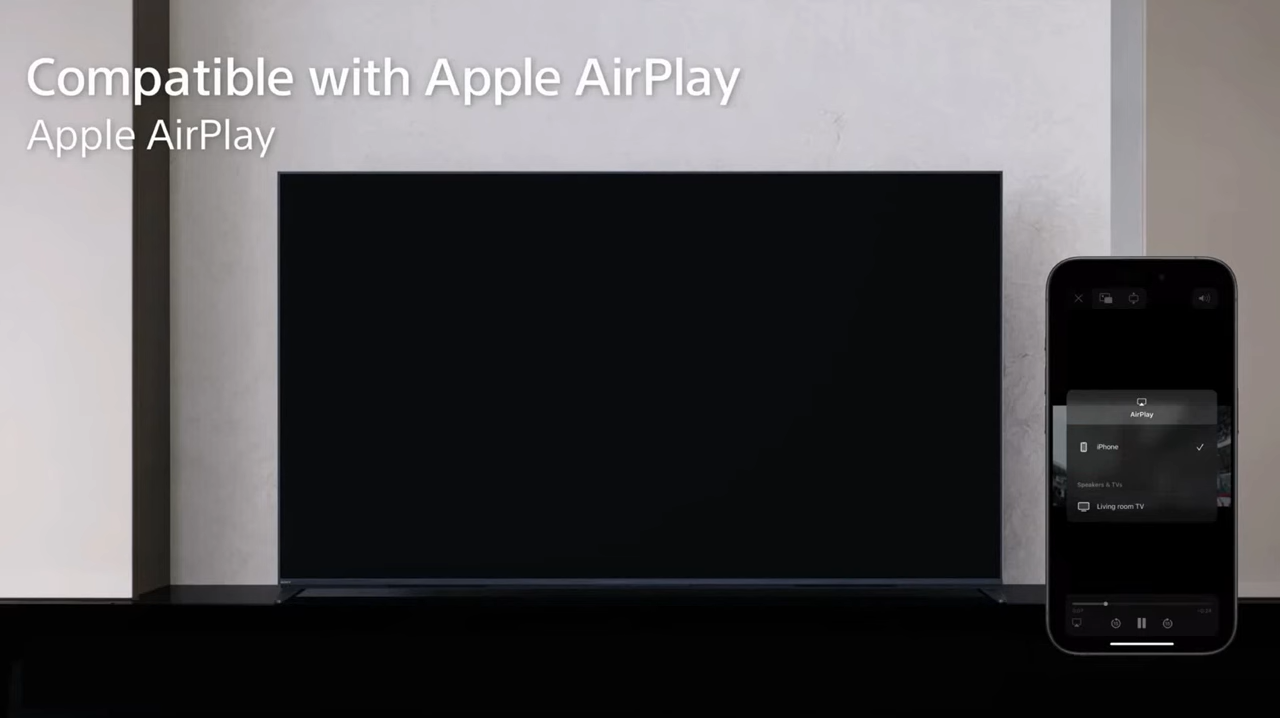 Compatible with Apple AirPlay
Apple AirPlay
AirPlay
iPhone
Speakers & TVs
Living room TV